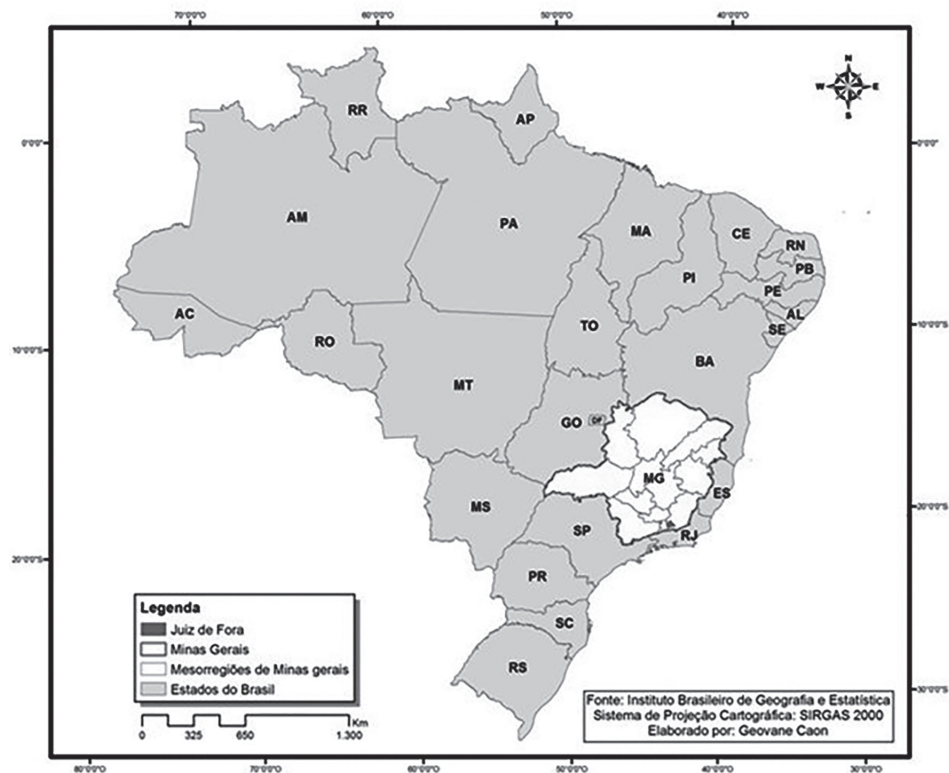 70°0'0"O 60°0'0"O 50°0'0"O 40°0'0"O
N
W E
S
RR
AP
0°0'0" 0°0'0"
AM
PA
MA
CE
RN
PB
PI
PE
AL
AC
SE
TO
10°0'0"S
RO
BA
10°0'0"S
MT
GO
DF
MG
ES
MS
20°0'0"S
SP
RJ
20°0'0"S
PR
SC
RS
Legenda
Juiz de Fora
Minas Gerais
Mesorregiões de Minas gerais
Estados do Brasil
30°0'0"S
Km
0 325 650 1.300
Fonte: Instituto Brasileiro de Geografia e Estatística
Sistema de Projeção Cartográfica: SIRGAS 2000
Elaborado por: Geovane Caon
80°0'0"O 70°0'0"O 60°0'0"O 50°0'0"O 40°0'0"O 30°0'0"O